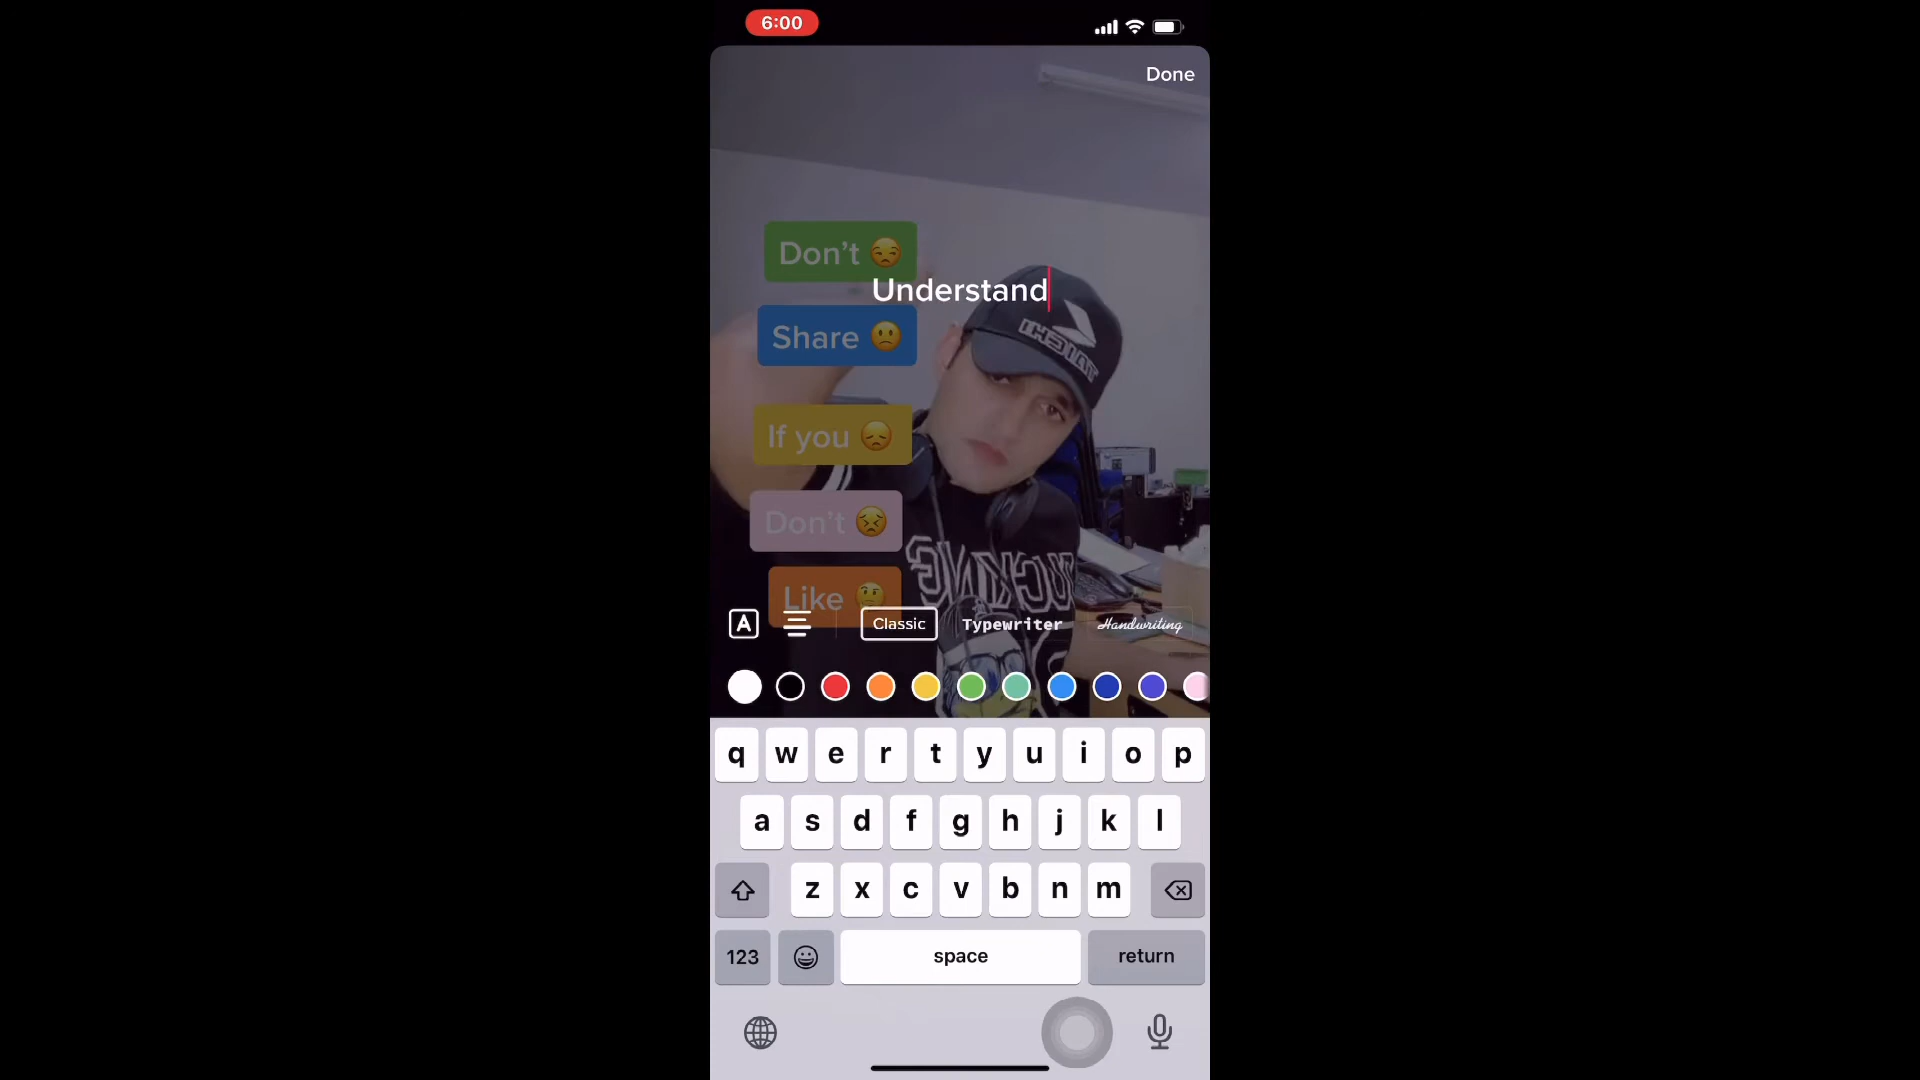 6:00
Done
Don't 😒
Understand
Share 🙁
If you 😞
Don't 😣
Like 🤔
A
Classic Typewriter Handwriting
q w e r t y u i o p
a s d f g h j k l
z x c v b n m
123 space return